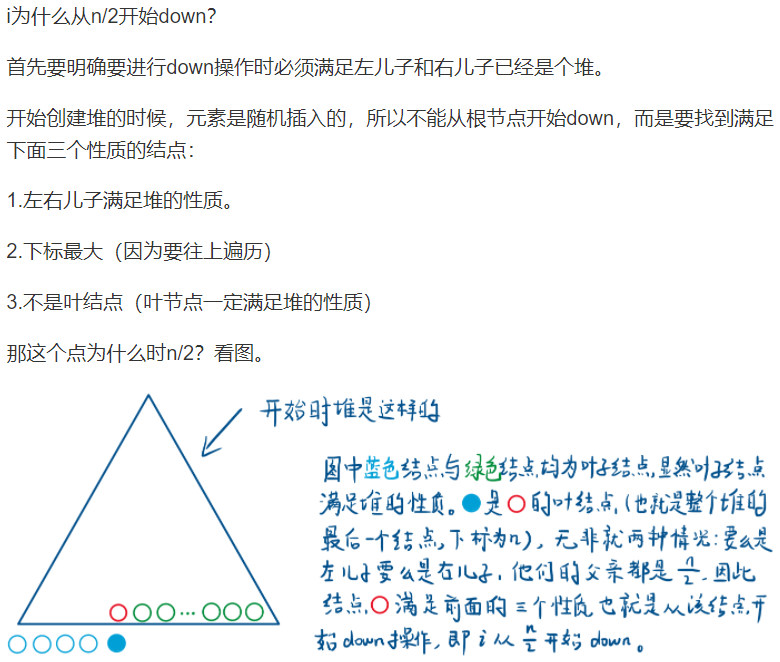 i为什么从n/2开始down？
首先要明确要进行down操作时必须满足左儿子和右儿子已经是个堆。
开始创建堆的时候，元素是随机插入的，所以不能从根节点开始down，而是要找到满足
下面三个性质的结点：
1.左右儿子满足堆的性质。
2.下标最大（因为要往上遍历）
3.不是叶结点（叶节点一定满足堆的性质）
那这个点为什么时n/2？看图。
开始时堆是这样的
图中蓝色结点与绿色结点均为叶子结点,显然叶子结点
满足堆的性质。是的叶结点,(也就是整个堆的
最后一个结点,下标为n)，无非就两种情况:要么是
左儿子要么是右儿子，他们的父亲都是n/2，因此
结点满足前面的三个性质,也就是从该结点开
始down操作，即i从n/2开始down。